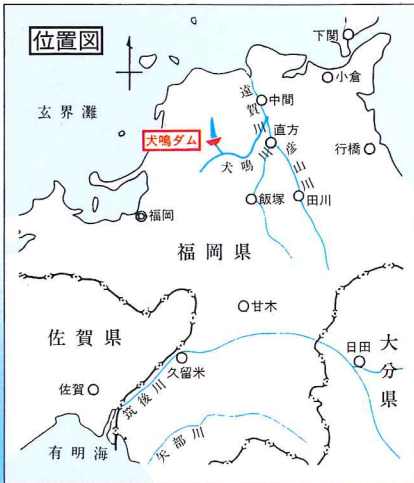 位置図
下関
小倉
玄界灘
遠賀川
中間
犬鳴ダム
直方
行橋
犬鳴川
彦山川
飯塚
田川
福岡
福岡県
甘木
佐賀県
大分県
日田
久留米
佐賀
筑後川
矢部川
有明海